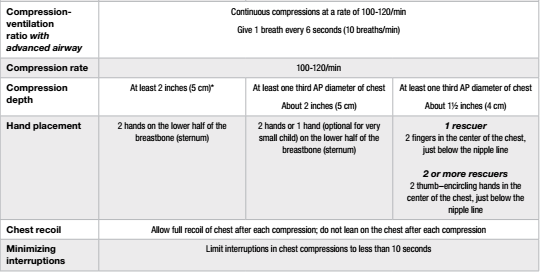 Compression-
ventilation
ratio with
advanced airway
Continuous compressions at a rate of 100-120/min
Give 1 breath every 6 seconds (10 breaths/min)
Compression rate
100-120/min
Compression
depth
At least 2 inches (5 cm)*
At least one third AP diameter of chest
About 2 inches (5 cm)
At least one third AP diameter of chest
About 1½ inches (4 cm)
Hand placement
2 hands on the lower half of the
breastbone (sternum)
2 hands or 1 hand (optional for very
small child) on the lower half of the
breastbone (sternum)
1 rescuer
2 fingers in the center of the chest,
just below the nipple line
2 or more rescuers
2 thumb–encircling hands in the
center of the chest, just below the
nipple line
Chest recoil
Allow full recoil of chest after each compression; do not lean on the chest after each compression
Minimizing
interruptions
Limit interruptions in chest compressions to less than 10 seconds